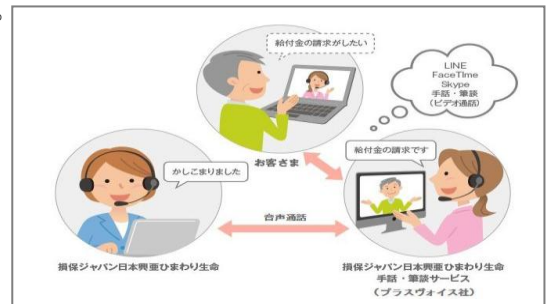 給付金の請求がしたい
LINE
FaceTIme
Skype
手話・筆談
(ビデオ通話)
お客さま
給付金の請求です
かしこまりました
音声通話
損保ジャパン日本興亜ひまわり生命
損保ジャパン日本興亜ひまわり生命
手話・筆談サービス
(プラスヴォイス社)